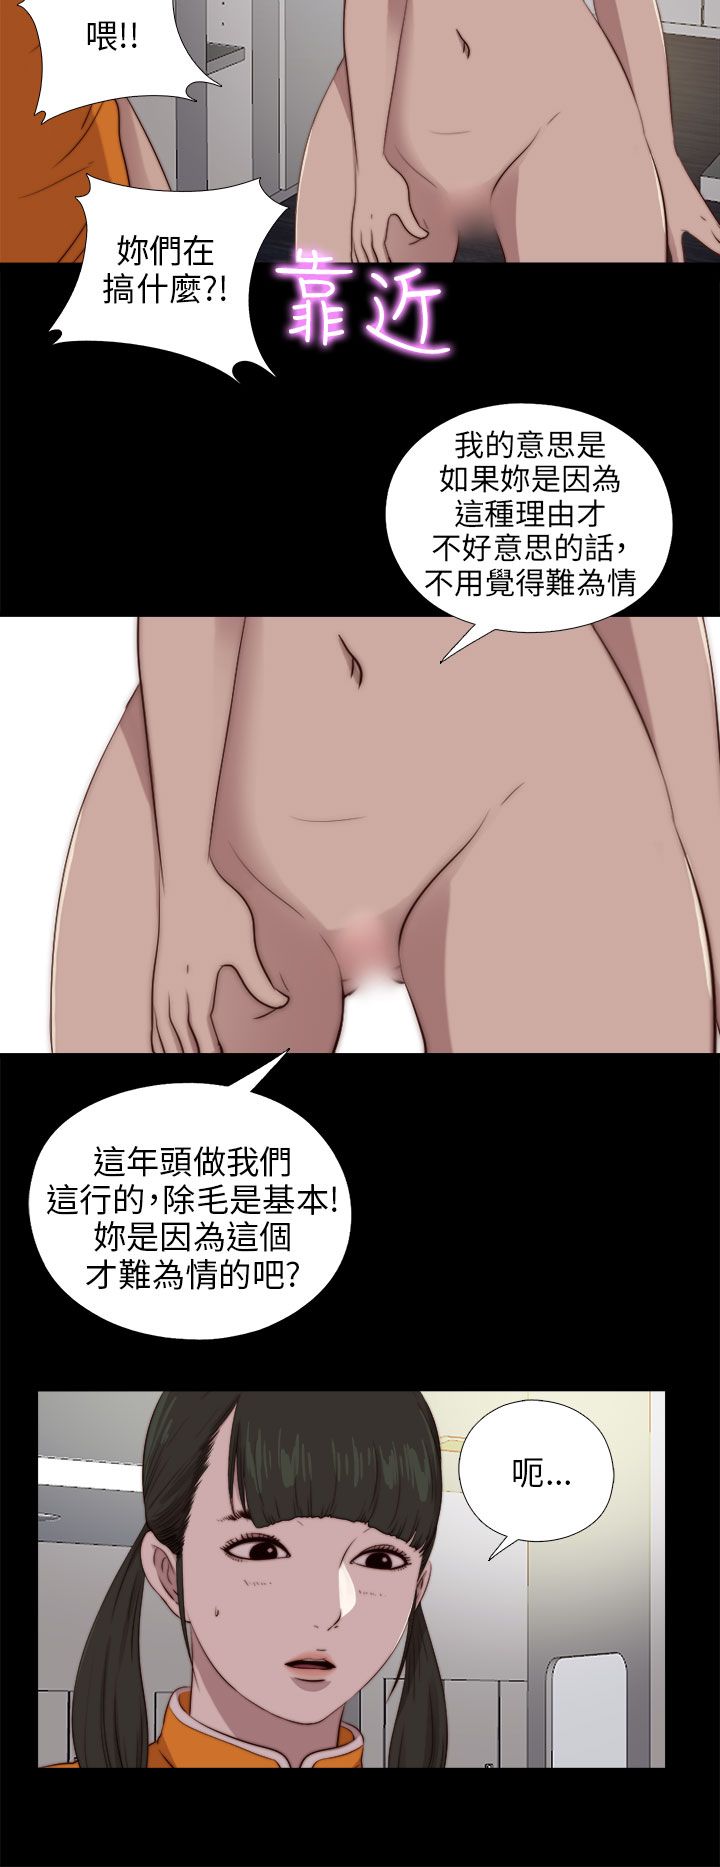 喂!!
妳們在
搞什麼?!
靠近
我的意思是
如果妳是因為
這種理由才
不好意思的話,
不用覺得難為情
這年頭做我們
這行的,除毛是基本!
妳是因為這個
才難為情的吧?
呃...